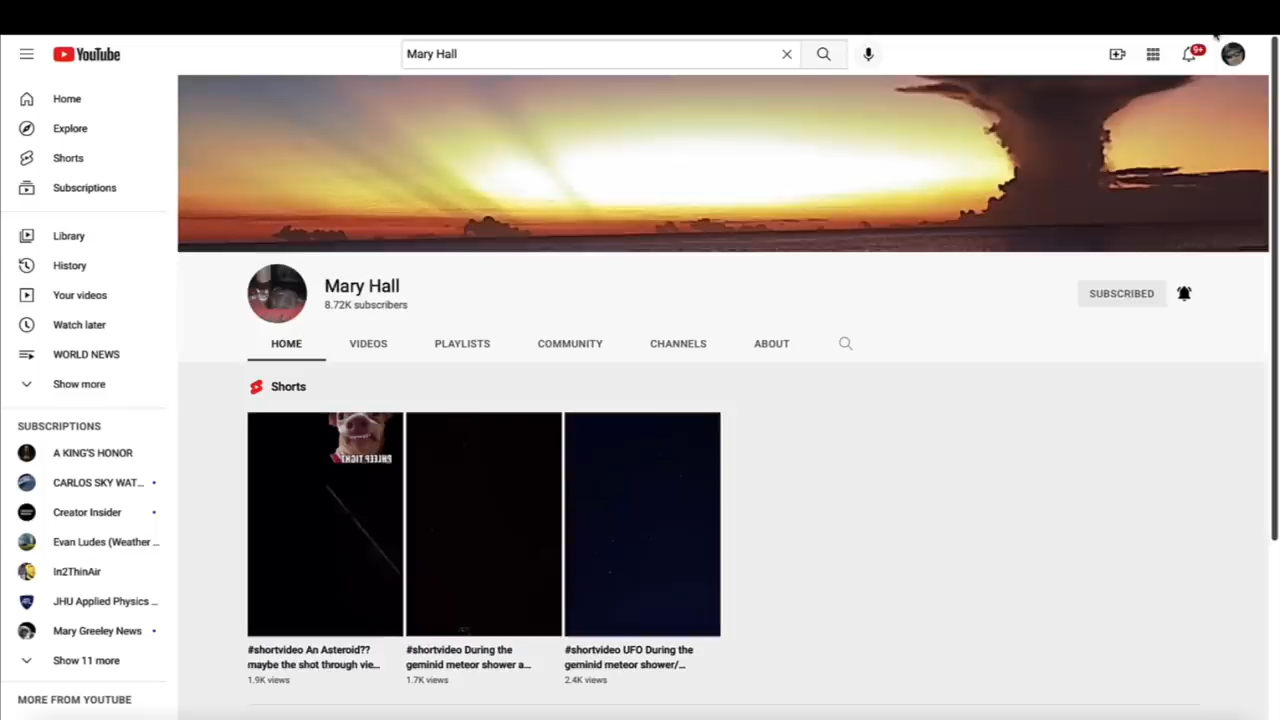 YouTube
Mary Hall
9+
Home
Explore
Shorts
Subscriptions
Library
History
Your videos
Watch later
WORLD NEWS
Show more
SUBSCRIPTIONS
A KING'S HONOR
CARLOS SKY WAT...
Creator Insider
Evan Ludes (Weather ...
In2ThinAir
JHU Applied Physics ...
Mary Greeley News
Show 11 more
MORE FROM YOUTUBE
Mary Hall
8.72K subscribers
SUBSCRIBED
HOME VIDEOS PLAYLISTS COMMUNITY CHANNELS ABOUT
Shorts
PHLEEP TIGHT
#shortvideo An Asteroid??
maybe the shot through vie...
1.9K views
#shortvideo During the
geminid meteor shower a...
1.7K views
#shortvideo UFO During the
geminid meteor shower/...
2.4K views